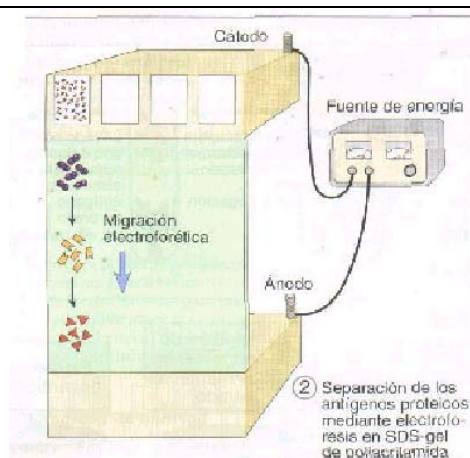 Cátodo
Fuente de energía
Migración
electroforética
Ánodo
2 Separación de los
antígenos proteicos
mediante electrofo-
resis en SDS-gel
de poliacrilamida